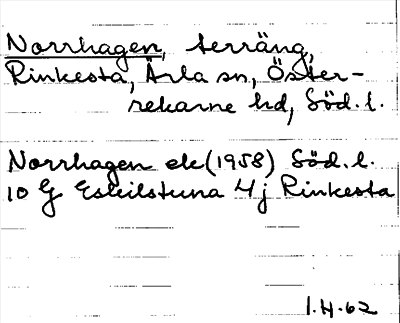 Norrhagen, terräng,
Rinkesta, Ärla sn, Öster-
rekarne hd, Söd. l.
Norrhagen ek (1958) Söd. l.
10 G Eskilstuna 4 j Rinkesta
1.H.62